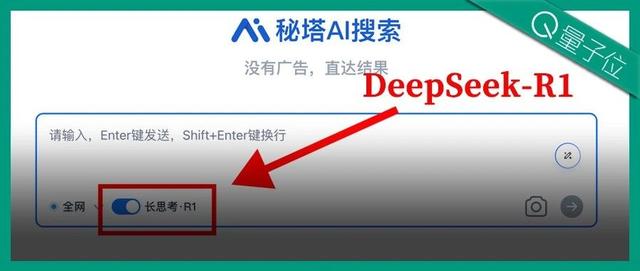 秘塔AI搜索
量子位
没有广告，直达结果
DeepSeek-R1
请输入，Enter键发送，Shift+Enter键换行
全网
长思考·R1